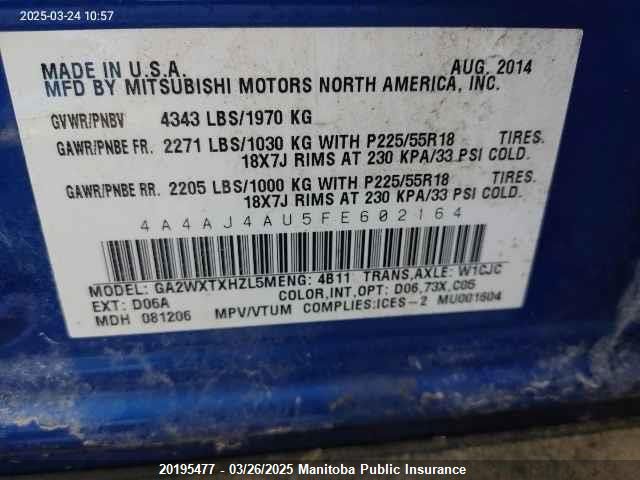 2025-03-24 10:57
MADE IN U.S.A. AUG. 2014
MFD BY MITSUBISHI MOTORS NORTH AMERICA, INC.
GVWR/PNBV 4343 LBS/1970 KG
GAWR/PNBE FR. 2271 LBS/1030 KG WITH P225/55R18 TIRES.
18X7J RIMS AT 230 KPA/33 PSI COLD.
GAWR/PNBE RR. 2205 LBS/1000 KG WITH P225/55R18 TIRES.
18X7J RIMS AT 230 KPA/33 PSI COLD.
4A4AJ4AU5FE602164
MODEL: GA2WXTXHZL5MENG: 4B11 TRANS,AXLE: W1CJC
EXT: D06A COLOR,INT,OPT: D06,73X,C05
MDH 081206 MPV/VTUM COMPLIES:ICES-2 MU001604
20195477 - 03/26/2025 Manitoba Public Insurance